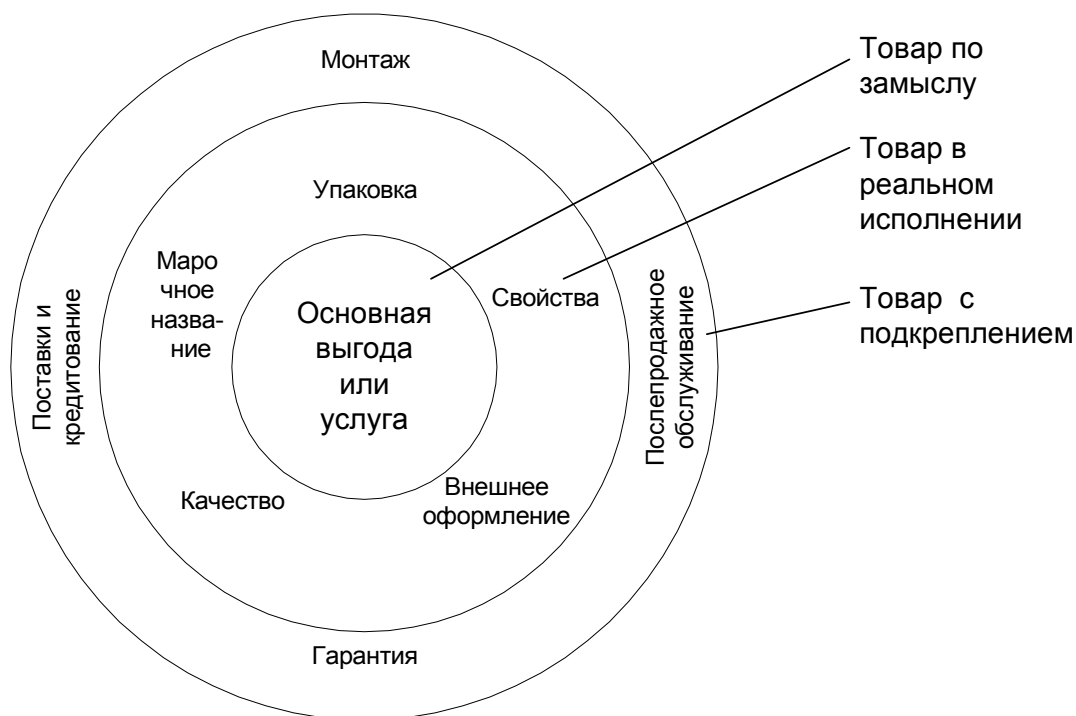 Монтаж
Упаковка
Маро
чное
назва-
ние
Свойства
Основная
выгода
или
услуга
Качество
Внешнее
оформление
Гарантия
Поставки и
кредитование
Послепродажное
обслуживание
Товар по
замыслу
Товар в
реальном
исполнении
Товар с
подкреплением